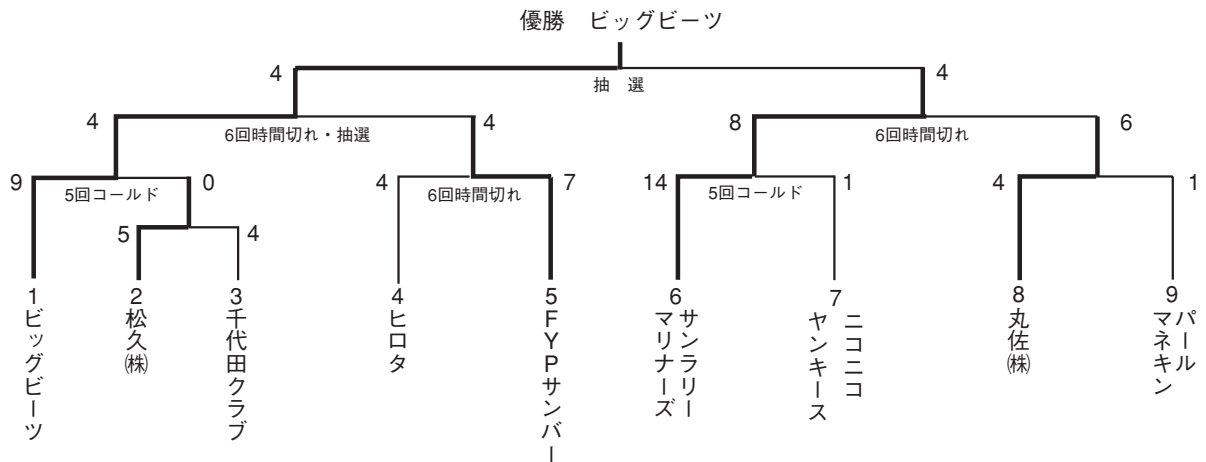 優勝 ビッグビーツ
4 4
抽選
4 4 8 6
6回時間切れ・抽選 6回時間切れ
9 0 4 7 14 1 4 1
5回コールド 6回時間切れ 5回コールド
5 4
1 ビッグビーツ
2 松久㈱
3 千代田クラブ
4 ヒロタ
5 FYPサンバー
6 サンラリー
マリナーズ
7 ニコニコ
ヤンキース
8 丸佐㈱
9 パール
マネキン